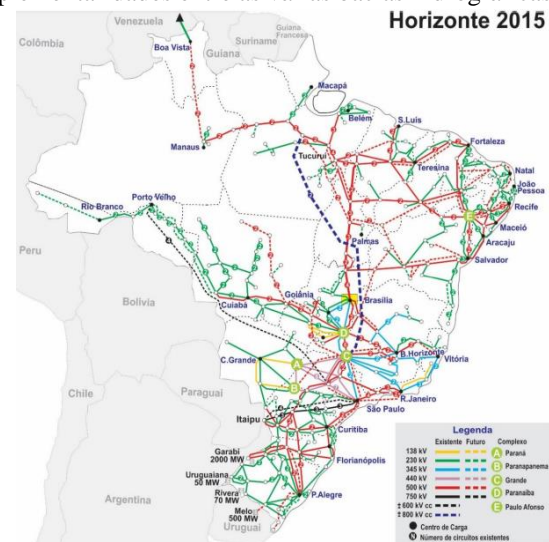 Horizonte 2015
Venezuela
Colômbia
Guiana
Suriname
Guiana
Francesa
Boa Vista
Macapá
Belém
S.Luis
Fortaleza
Manaus
Tucuruí
Teresina
Natal
João
Pessoa
Recife
Maceió
Aracaju
Salvador
E
Rio Branco
Porto Velho
Palmas
Peru
Bolívia
Cuiabá
Goiânia
Brasília
D
C
C.Grande
A
B
B.Horizonte
Vitória
Chile
Paraguai
R.Janeiro
São Paulo
Itaipu
Curitiba
Garabi
2000 MW
Florianópolis
Uruguaiana
50 MW
Rivera
70 MW
P.Alegre
Melo
500 MW
Argentina
Uruguai
Legenda
Existente Futuro Complexo
138 kV A Paraná
230 kV B Paranapanema
345 kV C Grande
440 kV D Paranaíba
500 kV E Paulo Afonso
750 kV
± 600 kV cc
± 800 kV cc
Centro de Carga
N Número de circuitos existentes